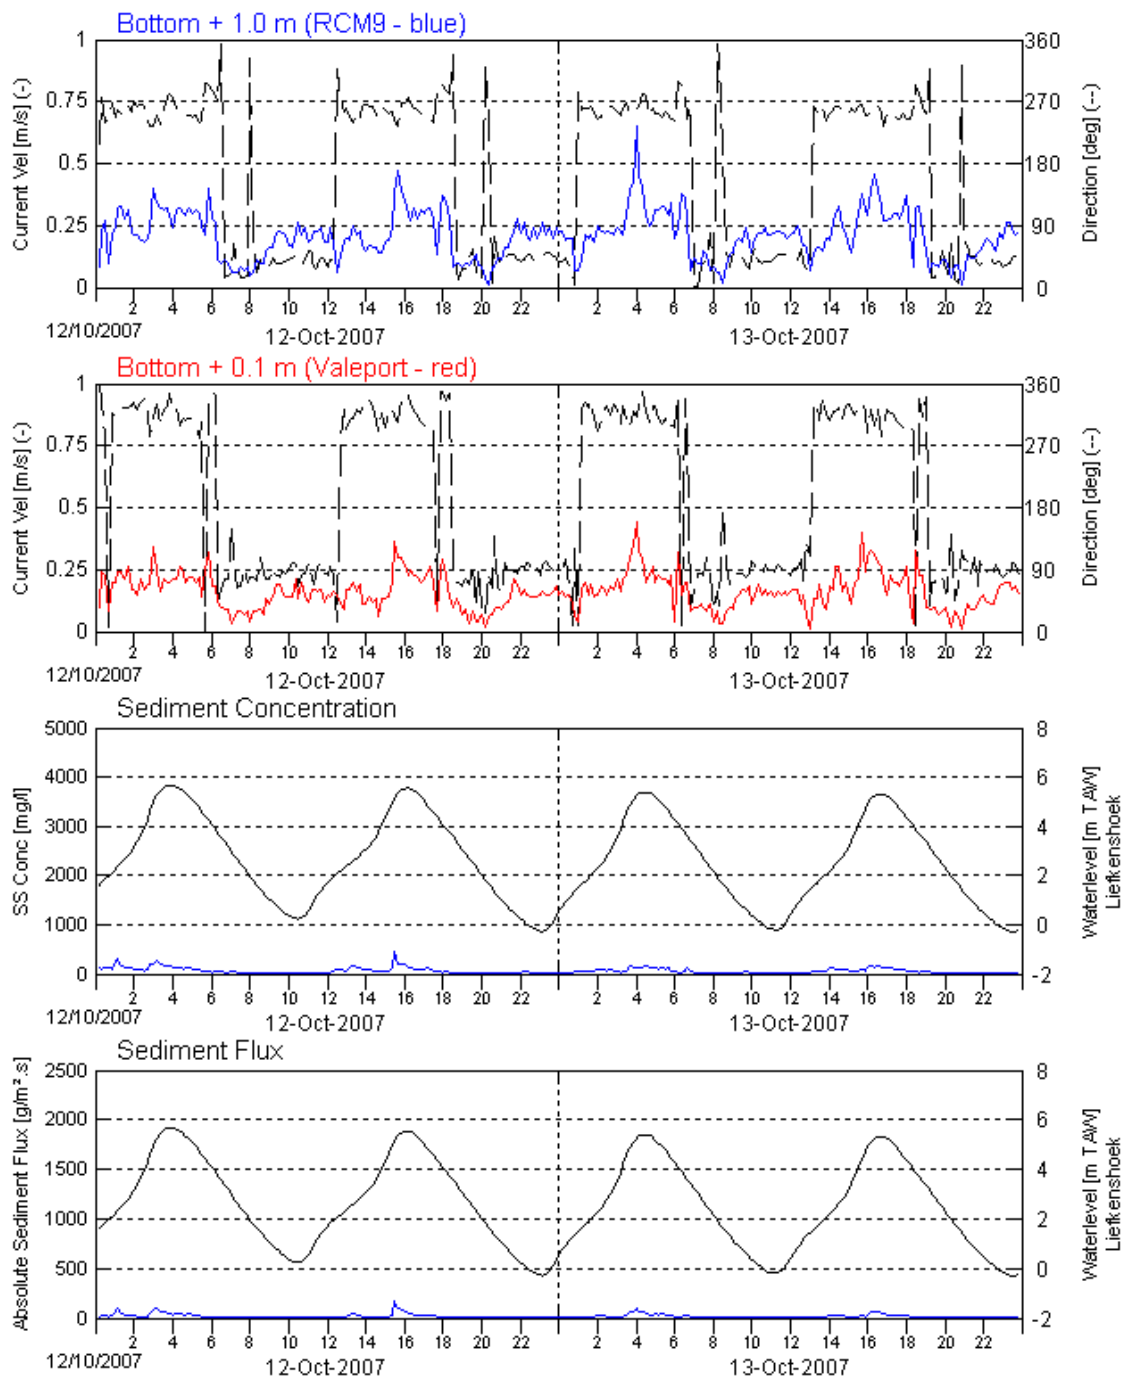 Bottom + 1.0 m (RCM9 - blue)
1 0.75 0.5 0.25 0
Current Vel [m/s] (-)
360 270 180 90 0
Direction [deg] (--)
2 4 6 8 10 12 14 16 18 20 22 2 4 6 8 10 12 14 16 18 20 22
12/10/2007 12-Oct-2007 13-Oct-2007
Bottom + 0.1 m (Valeport - red)
1 0.75 0.5 0.25 0
Current Vel [m/s] (-)
360 270 180 90 0
Direction [deg] (--)
2 4 6 8 10 12 14 16 18 20 22 2 4 6 8 10 12 14 16 18 20 22
12/10/2007 12-Oct-2007 13-Oct-2007
Sediment Concentration
5000 4000 3000 2000 1000 0
SS Conc [mg/l]
8 6 4 2 0 -2
Waterlevel [m TAW]
Liefkenshoek
2 4 6 8 10 12 14 16 18 20 22 2 4 6 8 10 12 14 16 18 20 22
12/10/2007 12-Oct-2007 13-Oct-2007
Sediment Flux
2500 2000 1500 1000 500 0
Absolute Sediment Flux [g/m².s]
8 6 4 2 0 -2
Waterlevel [m TAW]
Liefkenshoek
2 4 6 8 10 12 14 16 18 20 22 2 4 6 8 10 12 14 16 18 20 22
12/10/2007 12-Oct-2007 13-Oct-2007